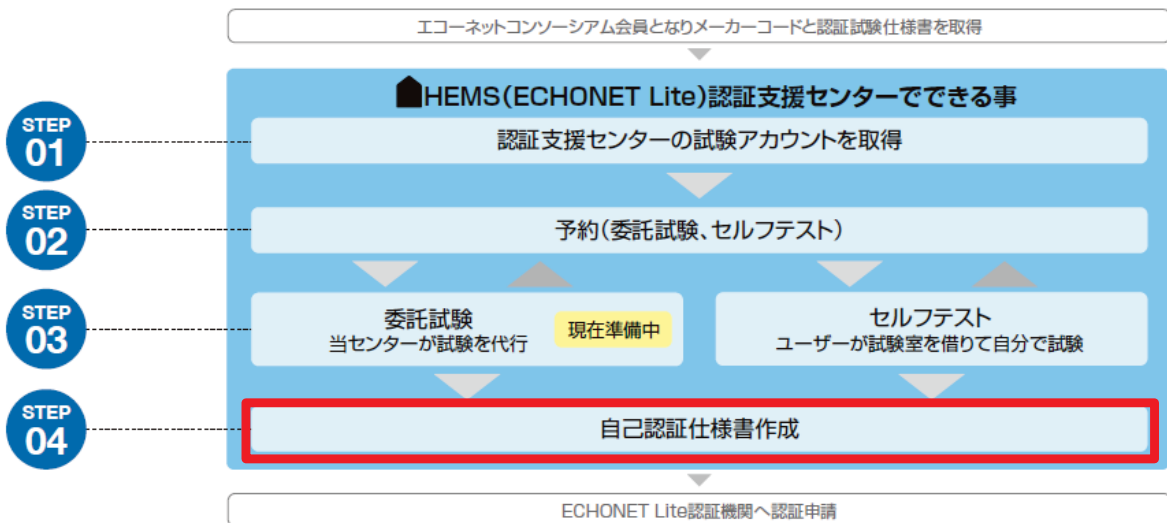 エコーネットコンソーシアム会員となりメーカーコードと認証試験仕様書を取得
HEMS(ECHONET Lite)認証支援センターでできる事
STEP
01
認証支援センターの試験アカウントを取得
STEP
02
予約(委託試験、セルフテスト)
STEP
03
委託試験
当センターが試験を代行
現在準備中
セルフテスト
ユーザーが試験室を借りて自分で試験
STEP
04
自己認証仕様書作成
ECHONET Lite認証機関へ認証申請